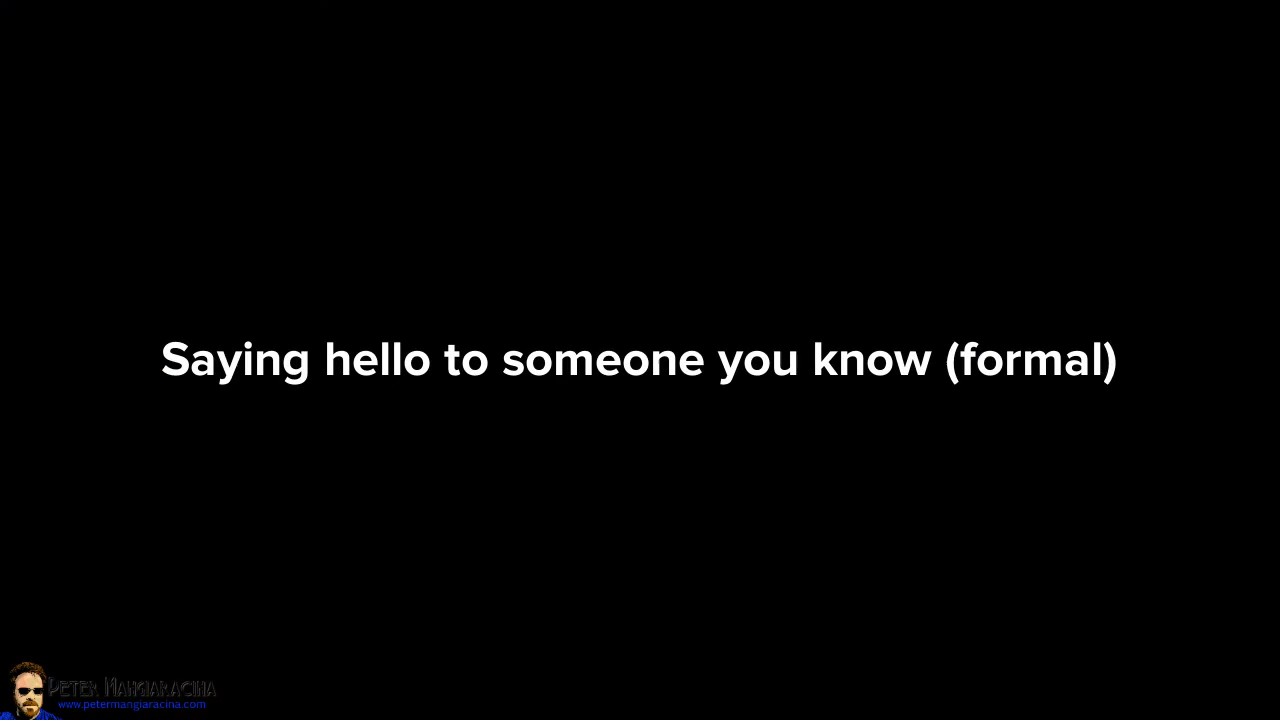 Saying hello to someone you know (formal)
Peter Mangiaracina
www.petermangiaracina.com